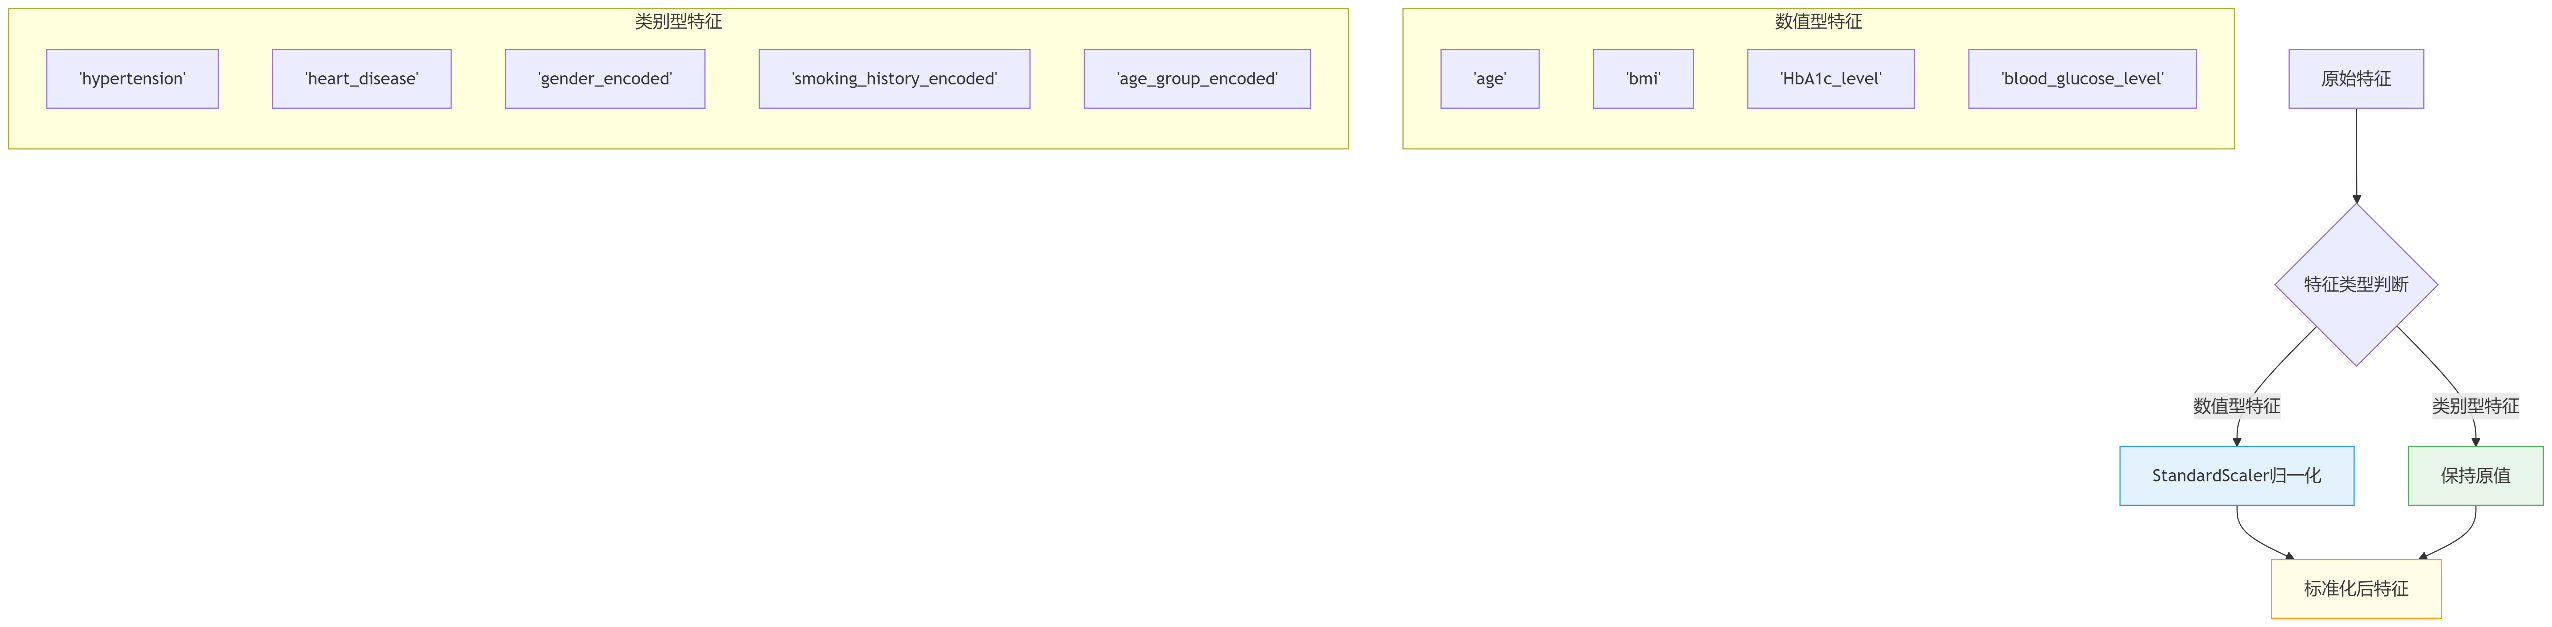 类别型特征
'hypertension'
'heart_disease'
'gender_encoded'
'smoking_history_encoded'
'age_group_encoded'
数值型特征
'age'
'bmi'
'HbA1c_level'
'blood_glucose_level'
原始特征
特征类型判断
数值型特征
类别型特征
StandardScaler归一化
保持原值
标准化后特征